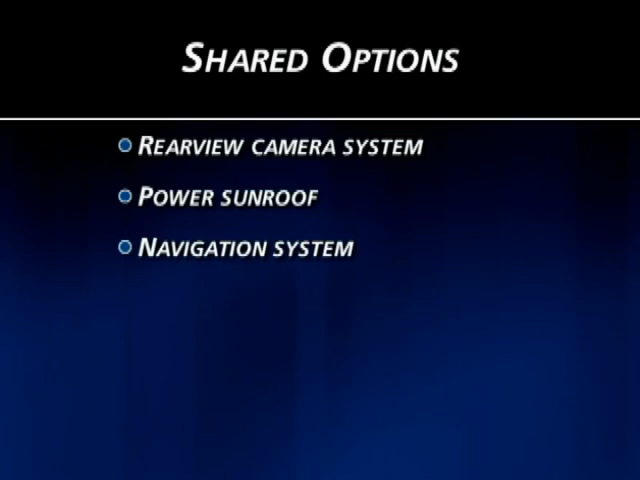 SHARED OPTIONS
REARVIEW CAMERA SYSTEM
POWER SUNROOF
NAVIGATION SYSTEM